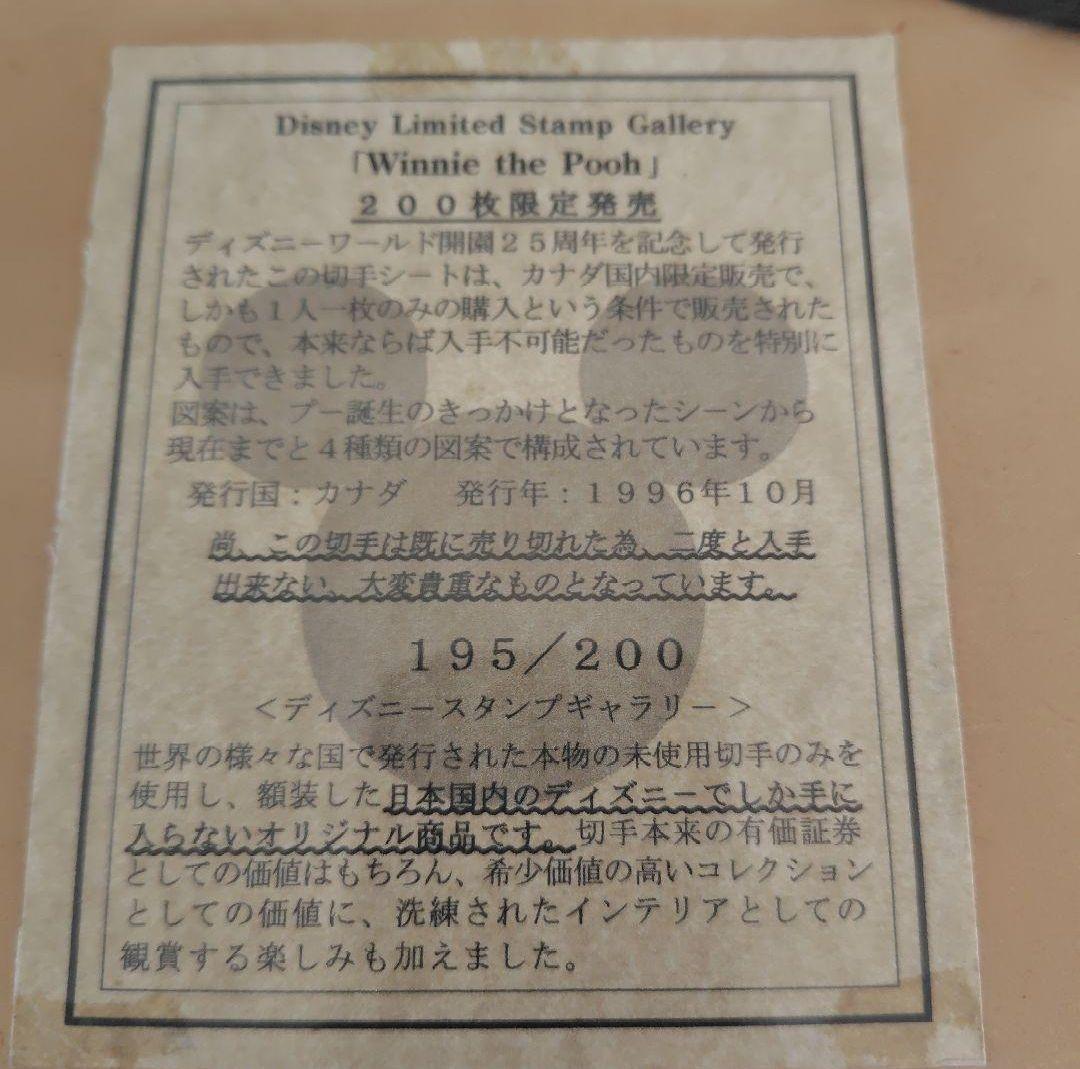 Disney Limited Stamp Gallery
「Winnie the Pooh」
２００枚限定発売
ディズニーワールド開園２５周年を記念して発行
されたこの切手シートは、カナダ国内限定販売で、
しかも１人一枚のみの購入という条件で販売された
もので、本来ならば入手不可能だったものを特別に
入手できました。
図案は、プー誕生のきっかけとなったシーンから
現在までと４種類の図案で構成されています。
発行国：カナダ　　発行年：１９９６年１０月
尚、この切手は既に売り切れた為、二度と入手
出来ない、大変貴重なものとなっています。
１９５／２００
＜ディズニースタンプギャラリー＞
世界の様々な国で発行された本物の未使用切手のみを
使用し、額装した日本国内のディズニーでしか手に
入らないオリジナル商品です。切手本来の有価証券
としての価値はもちろん、希少価値の高いコレクション
としての価値に、洗練されたインテリアとしての
観賞する楽しみも加えました。